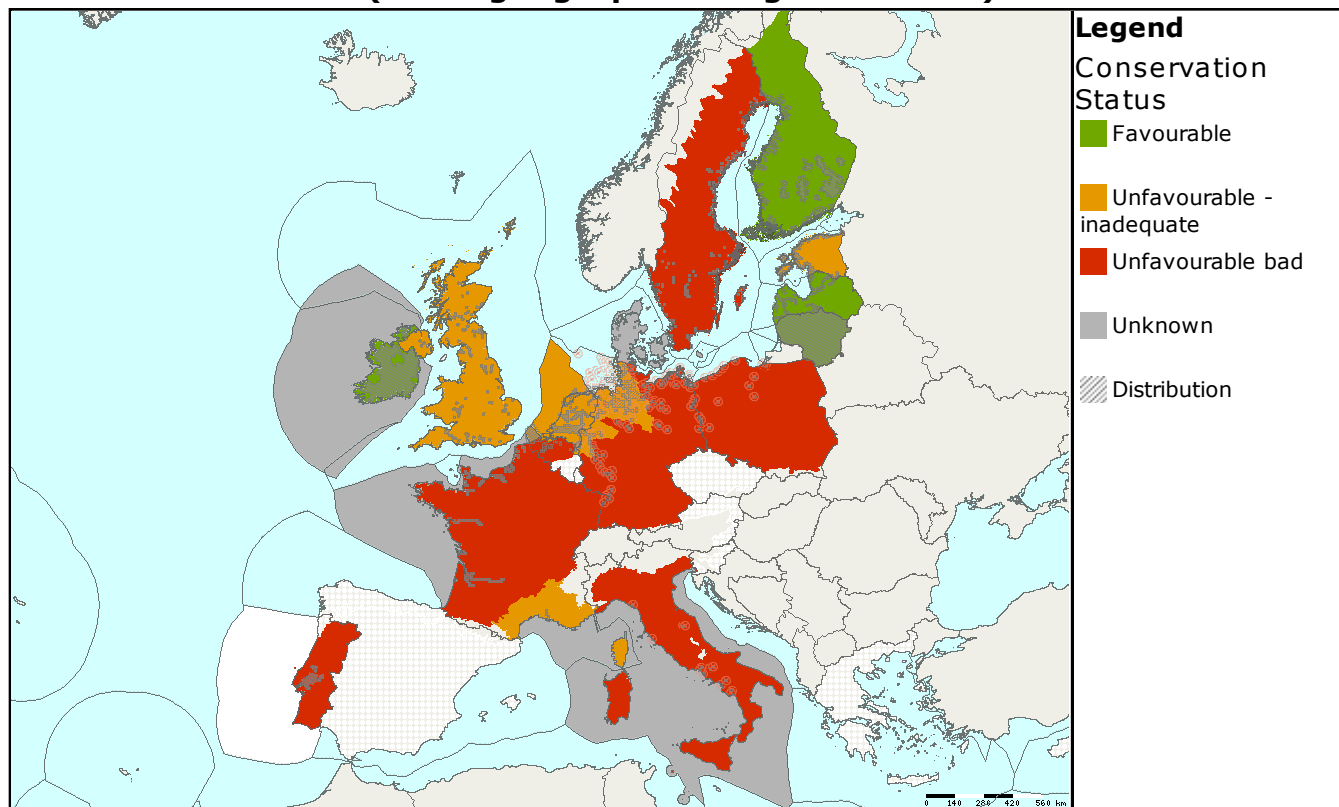 Legend
Conservation
Status
Favourable
Unfavourable -
inadequate
Unfavourable bad
Unknown
Distribution
0 140 280 420 560 km